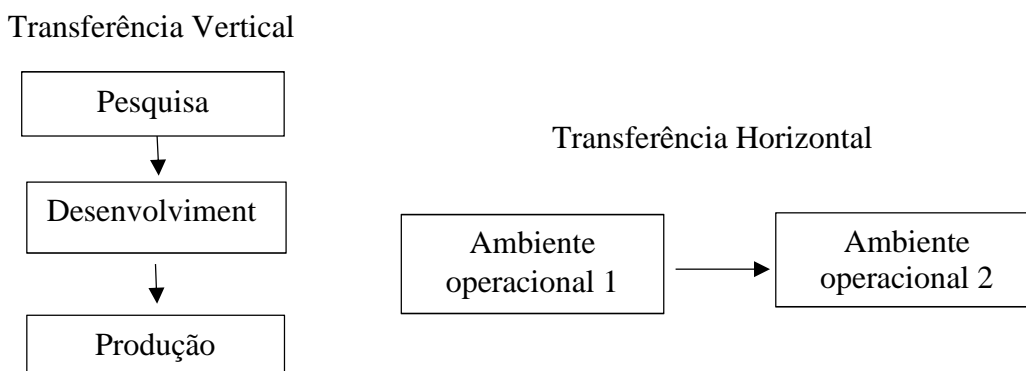 Transferência Vertical
Pesquisa
Desenvolviment
Produção
Transferência Horizontal
Ambiente
operacional 1
Ambiente
operacional 2